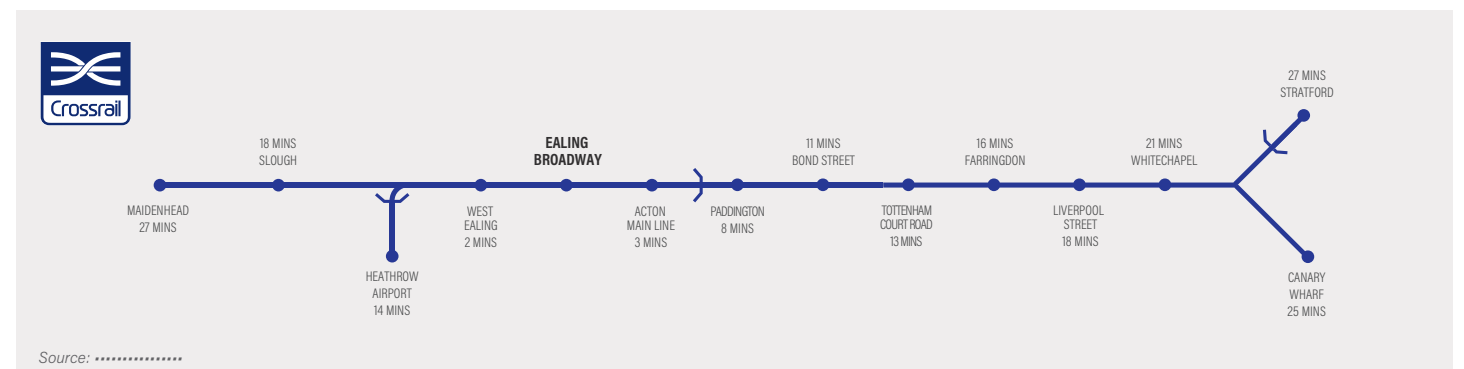 Crossrail
27 MINS
STRATFORD
18 MINS
SLOUGH
EALING
BROADWAY
11 MINS
BOND STREET
16 MINS
FARRINGDON
21 MINS
WHITECHAPEL
MAIDENHEAD
27 MINS
HEATHROW
AIRPORT
14 MINS
WEST
EALING
2 MINS
ACTON
MAIN LINE
3 MINS
PADDINGTON
8 MINS
TOTTENHAM
COURT ROAD
13 MINS
LIVERPOOL
STREET
18 MINS
CANARY
WHARF
25 MINS
Source: ................